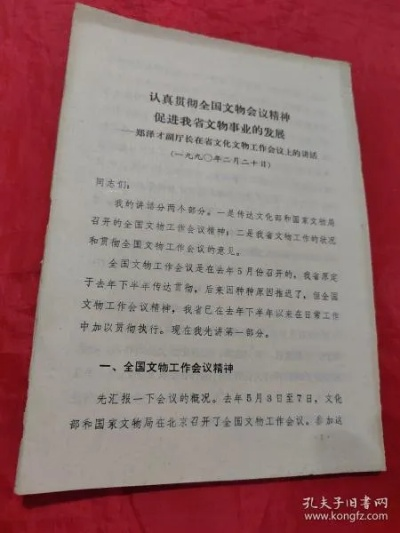 认真贯彻全国文物会议精神
促进我省文物事业的发展
——郑泽才副厅长在省文化文物工作会议上的讲话
（一九九〇年二月二十日）
同志们：
我的讲话分两个部分。一是传达文化部和国家文物局
召开的全国文物工作会议精神；二是我省文物工作的状况
和贯彻全国文物工作会议的意见。
全国文物工作会议是在去年5月份召开的，我省原定
于去年下半年传达贯彻，后来因种种原因推迟了，但全国
文物工作会议精神，我省已在去年下半年以来在日常工作
中加以贯彻执行。现在我先讲第一部分。
一、全国文物工作会议精神
先汇报一下会议的概况。去年5月3日至7日，文化
部和国家文物局在北京召开了全国文物工作会议。参加这
·1·
孔夫子旧书网
www.kongfz.com